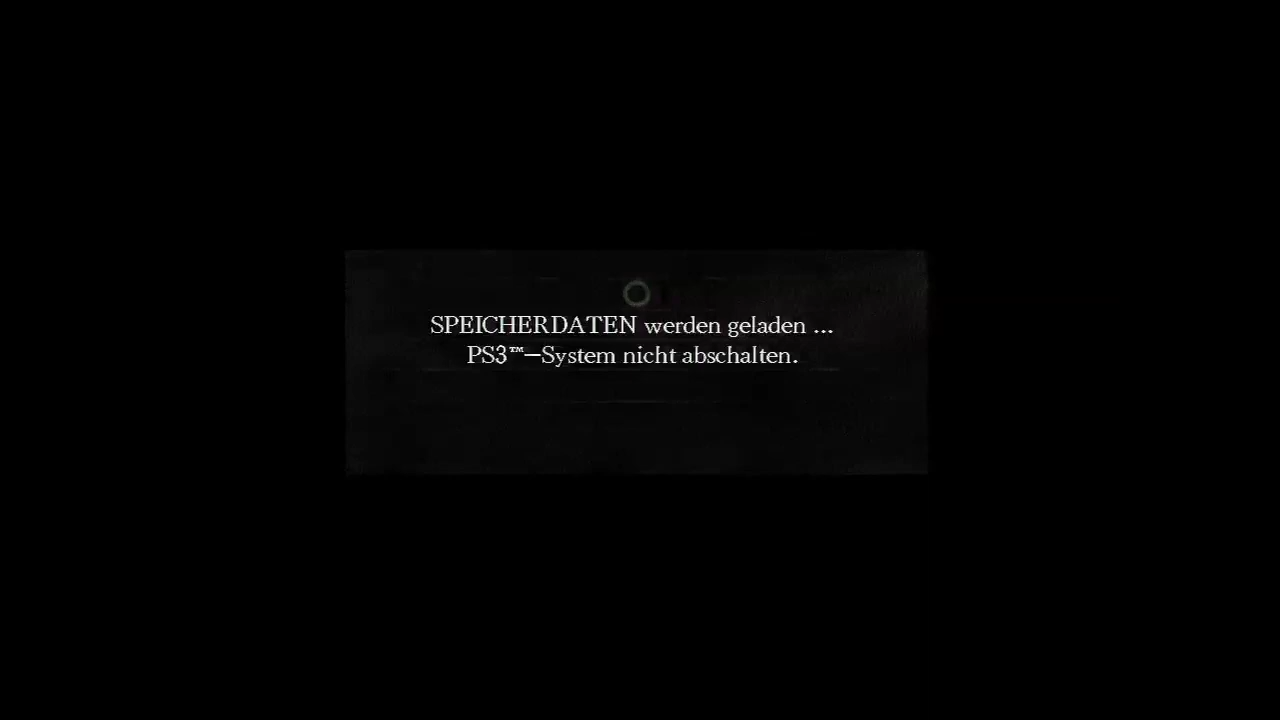 SPEICHERDATEN werden geladen ...
PS3™—System nicht abschalten.